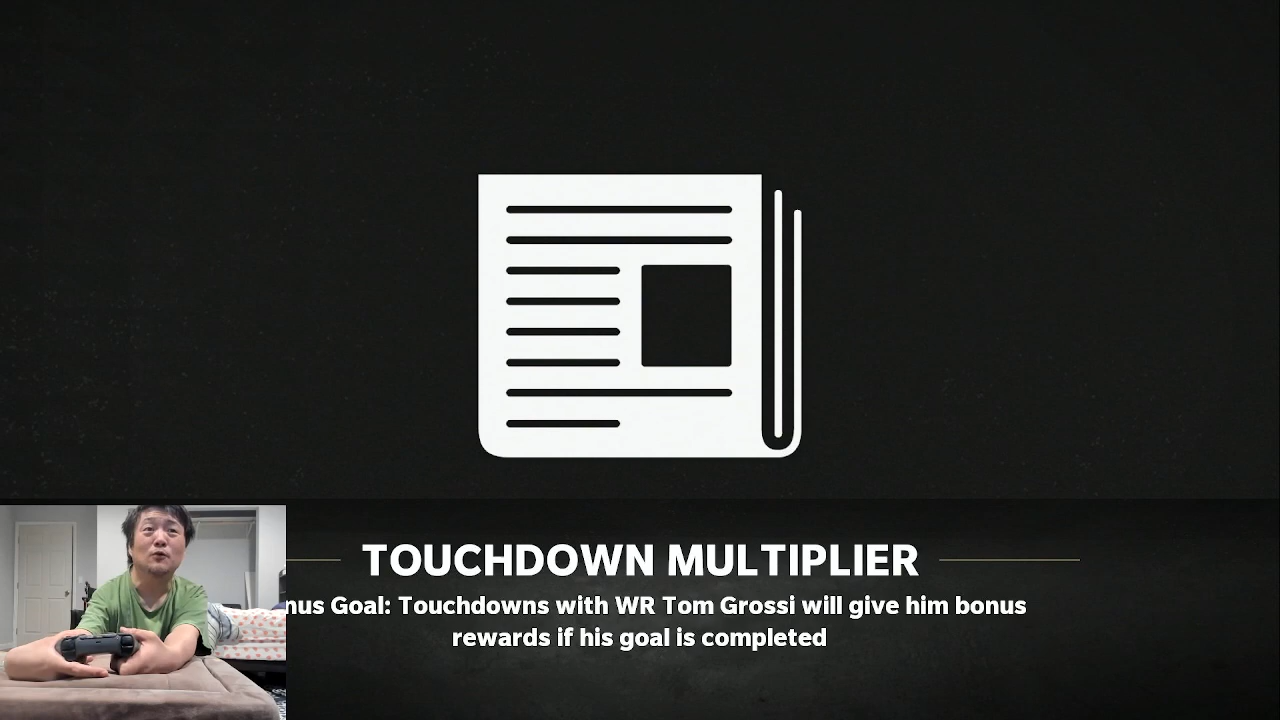 TOUCHDOWN MULTIPLIER
nus Goal: Touchdowns with WR Tom Grossi will give him bonus
rewards if his goal is completed